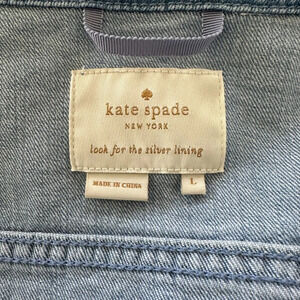 kate spade
NEW YORK
look for the silver lining
MADE IN CHINA
L